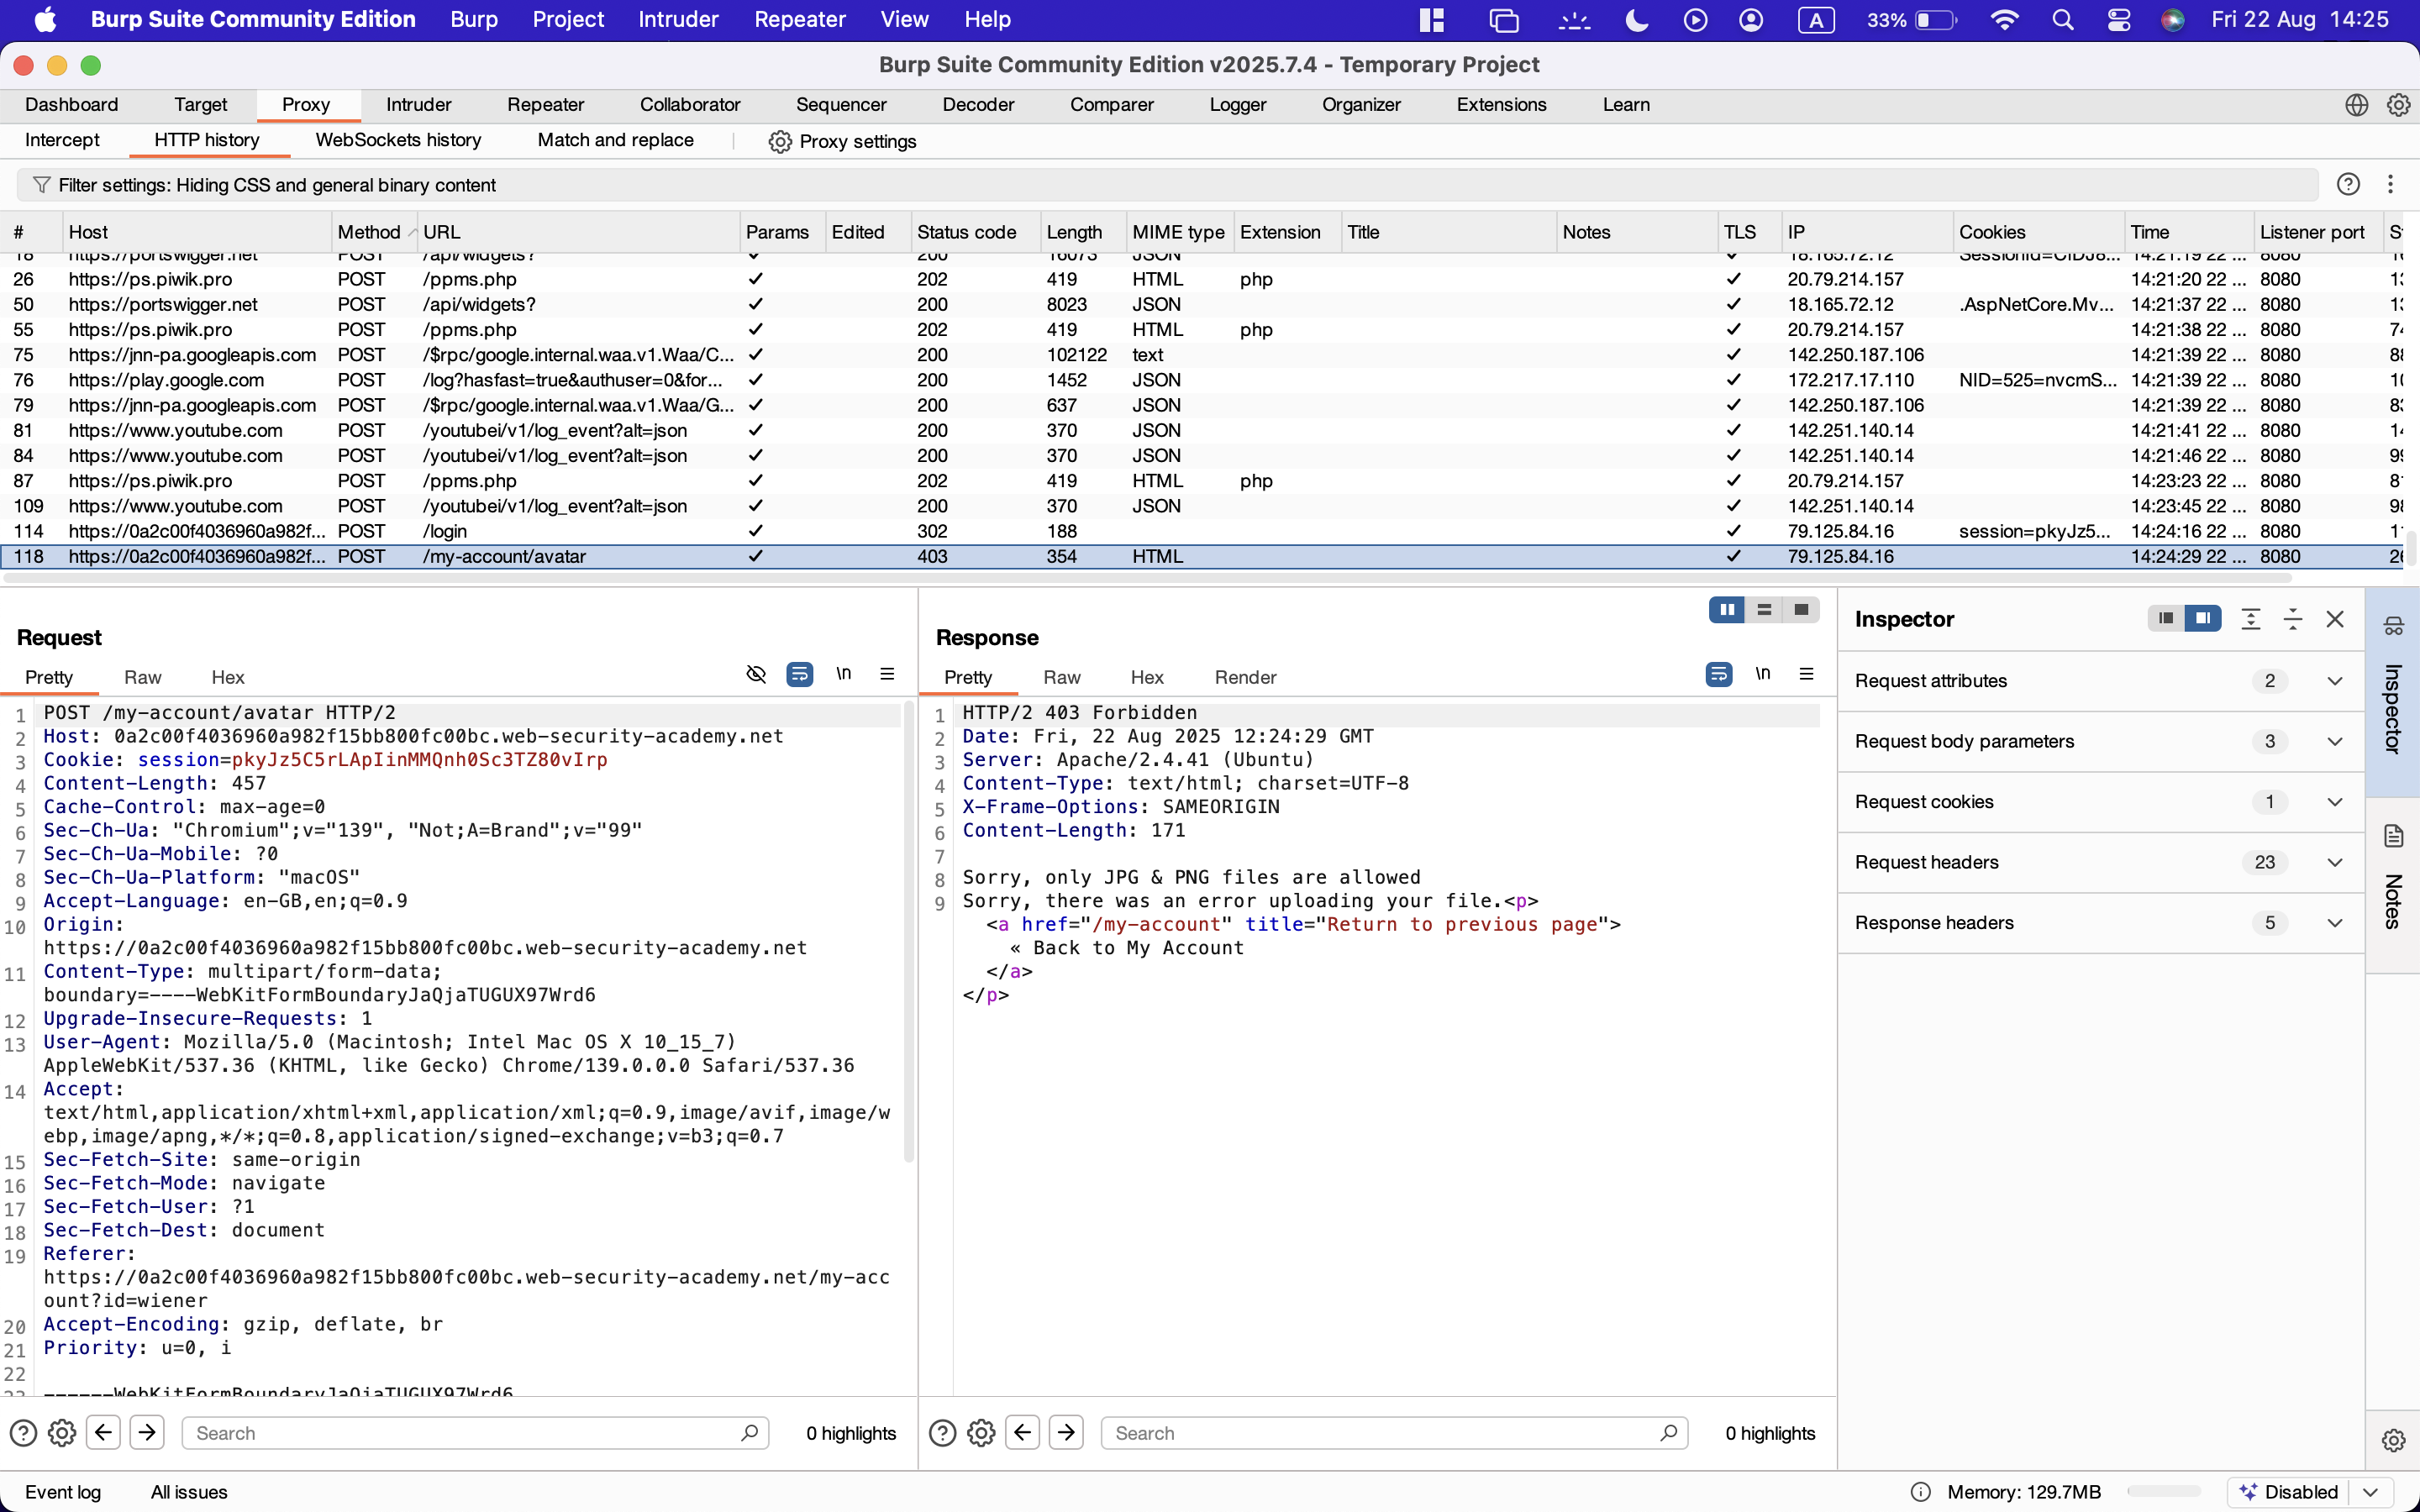 Burp Suite Community Edition Burp Project Intruder Repeater View Help A 33% Fri 22 Aug 14:25
Burp Suite Community Edition v2025.7.4 - Temporary Project
Dashboard Target Proxy Intruder Repeater Collaborator Sequencer Decoder Comparer Logger Organizer Extensions Learn
Intercept HTTP history WebSockets history Match and replace Proxy settings
Filter settings: Hiding CSS and general binary content
# Host Method URL Params Edited Status code Length MIME type Extension Title Notes TLS IP Cookies Time Listener port
18 https://portswigger.net POST /api/widgets? ✓ 200 16073 JSON ✓ 18.165.72.12 14:21:19 22 ... 8080
26 https://ps.piwik.pro POST /ppms.php ✓ 202 419 HTML php ✓ 20.79.214.157 14:21:20 22 ... 8080
50 https://portswigger.net POST /api/widgets? ✓ 200 8023 JSON ✓ 18.165.72.12 .AspNetCore.Mv... 14:21:37 22 ... 8080
55 https://ps.piwik.pro POST /ppms.php ✓ 202 419 HTML php ✓ 20.79.214.157 14:21:38 22 ... 8080
75 https://jnn-pa.googleapis.com POST /$rpc/google.internal.waa.v1.Waa/C... ✓ 200 102122 text ✓ 142.250.187.106 14:21:39 22 ... 8080
76 https://play.google.com POST /log?hasfast=true&authuser=0&for... ✓ 200 1452 JSON ✓ 172.217.17.110 NID=525=nvcmS... 14:21:39 22 ... 8080
79 https://jnn-pa.googleapis.com POST /$rpc/google.internal.waa.v1.Waa/G... ✓ 200 637 JSON ✓ 142.250.187.106 14:21:39 22 ... 8080
81 https://www.youtube.com POST /youtubei/v1/log_event?alt=json ✓ 200 370 JSON ✓ 142.251.140.14 14:21:41 22 ... 8080
84 https://www.youtube.com POST /youtubei/v1/log_event?alt=json ✓ 200 370 JSON ✓ 142.251.140.14 14:21:46 22 ... 8080
87 https://ps.piwik.pro POST /ppms.php ✓ 202 419 HTML php ✓ 20.79.214.157 14:23:23 22 ... 8080
109 https://www.youtube.com POST /youtubei/v1/log_event?alt=json ✓ 200 370 JSON ✓ 142.251.140.14 14:23:45 22 ... 8080
114 https://0a2c00f4036960a982f... POST /login ✓ 302 188 ✓ 79.125.84.16 session=pkyJz5... 14:24:16 22 ... 8080
118 https://0a2c00f4036960a982f... POST /my-account/avatar ✓ 403 354 HTML ✓ 79.125.84.16 14:24:29 22 ... 8080
Request
Pretty Raw Hex \n
1 POST /my-account/avatar HTTP/2
2 Host: 0a2c00f4036960a982f15bb800fc00bc.web-security-academy.net
3 Cookie: session=pkyJz5C5rLApIinMMQnh0Sc3TZ80vIrp
4 Content-Length: 457
5 Cache-Control: max-age=0
6 Sec-Ch-Ua: "Chromium";v="139", "Not;A=Brand";v="99"
7 Sec-Ch-Ua-Mobile: ?0
8 Sec-Ch-Ua-Platform: "macOS"
9 Accept-Language: en-GB,en;q=0.9
10 Origin:
https://0a2c00f4036960a982f15bb800fc00bc.web-security-academy.net
11 Content-Type: multipart/form-data;
boundary=----WebKitFormBoundaryJaQjaTUGUX97Wrd6
12 Upgrade-Insecure-Requests: 1
13 User-Agent: Mozilla/5.0 (Macintosh; Intel Mac OS X 10_15_7)
AppleWebKit/537.36 (KHTML, like Gecko) Chrome/139.0.0.0 Safari/537.36
14 Accept:
text/html,application/xhtml+xml,application/xml;q=0.9,image/avif,image/w
ebp,image/apng,*/*;q=0.8,application/signed-exchange;v=b3;q=0.7
15 Sec-Fetch-Site: same-origin
16 Sec-Fetch-Mode: navigate
17 Sec-Fetch-User: ?1
18 Sec-Fetch-Dest: document
19 Referer:
https://0a2c00f4036960a982f15bb800fc00bc.web-security-academy.net/my-acc
ount?id=wiener
20 Accept-Encoding: gzip, deflate, br
21 Priority: u=0, i
22
------WebKitFormBoundaryJaQjaTUGUX97Wrd6
Search 0 highlights
Response
Pretty Raw Hex Render \n
1 HTTP/2 403 Forbidden
2 Date: Fri, 22 Aug 2025 12:24:29 GMT
3 Server: Apache/2.4.41 (Ubuntu)
4 Content-Type: text/html; charset=UTF-8
5 X-Frame-Options: SAMEORIGIN
6 Content-Length: 171
7
8 Sorry, only JPG & PNG files are allowed
9 Sorry, there was an error uploading your file.<p>
<a href="/my-account" title="Return to previous page">
« Back to My Account
</a>
</p>
Search 0 highlights
Inspector
Request attributes 2
Request body parameters 3
Request cookies 1
Request headers 23
Response headers 5
Inspector
Notes
Event log All issues Memory: 129.7MB Disabled